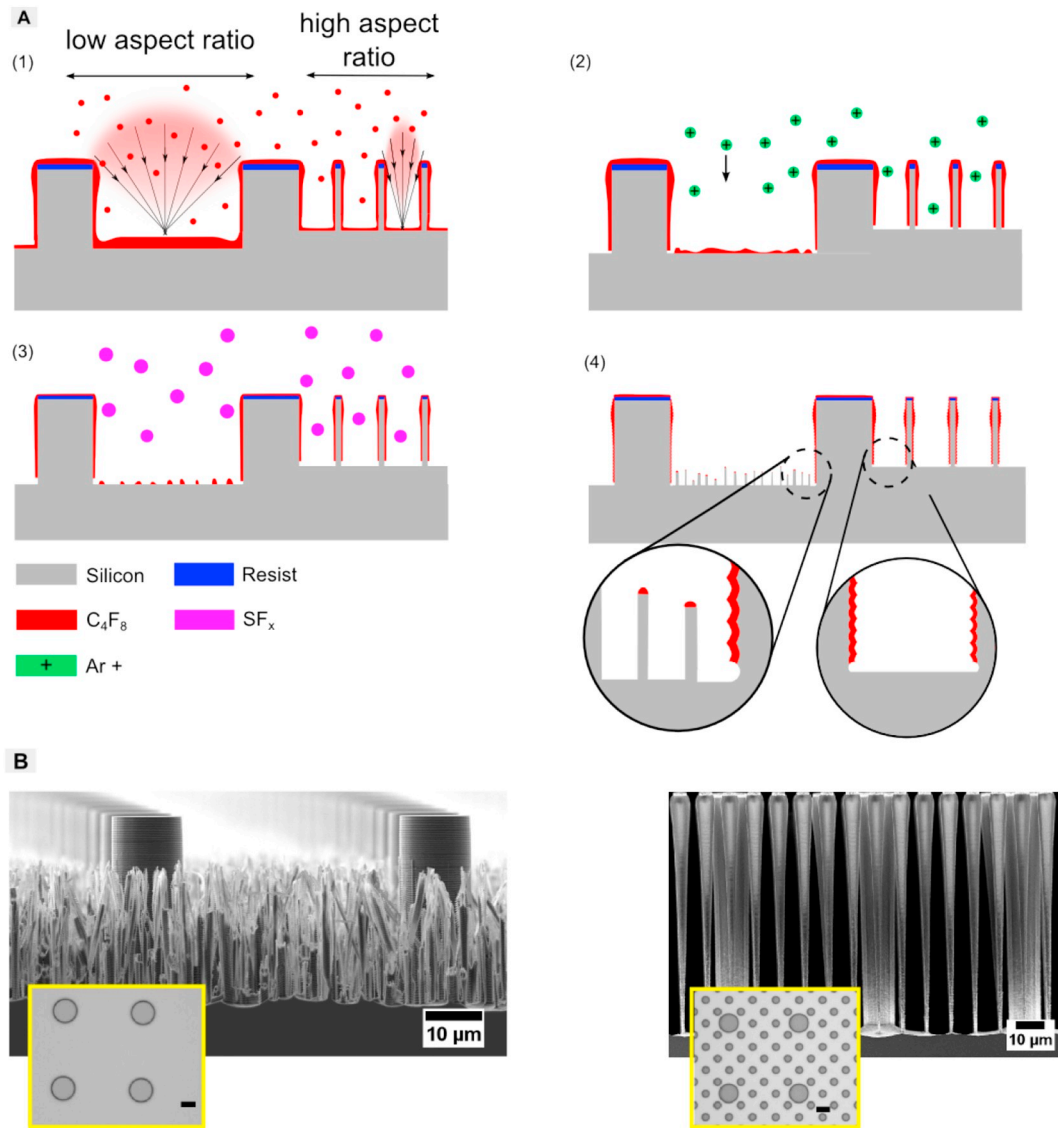 A
low aspect ratio
high aspect
ratio
(1)
(2)
(3)
(4)
Silicon
Resist
C₄F₈
SFₓ
+ Ar +
B
10 µm
10 µm